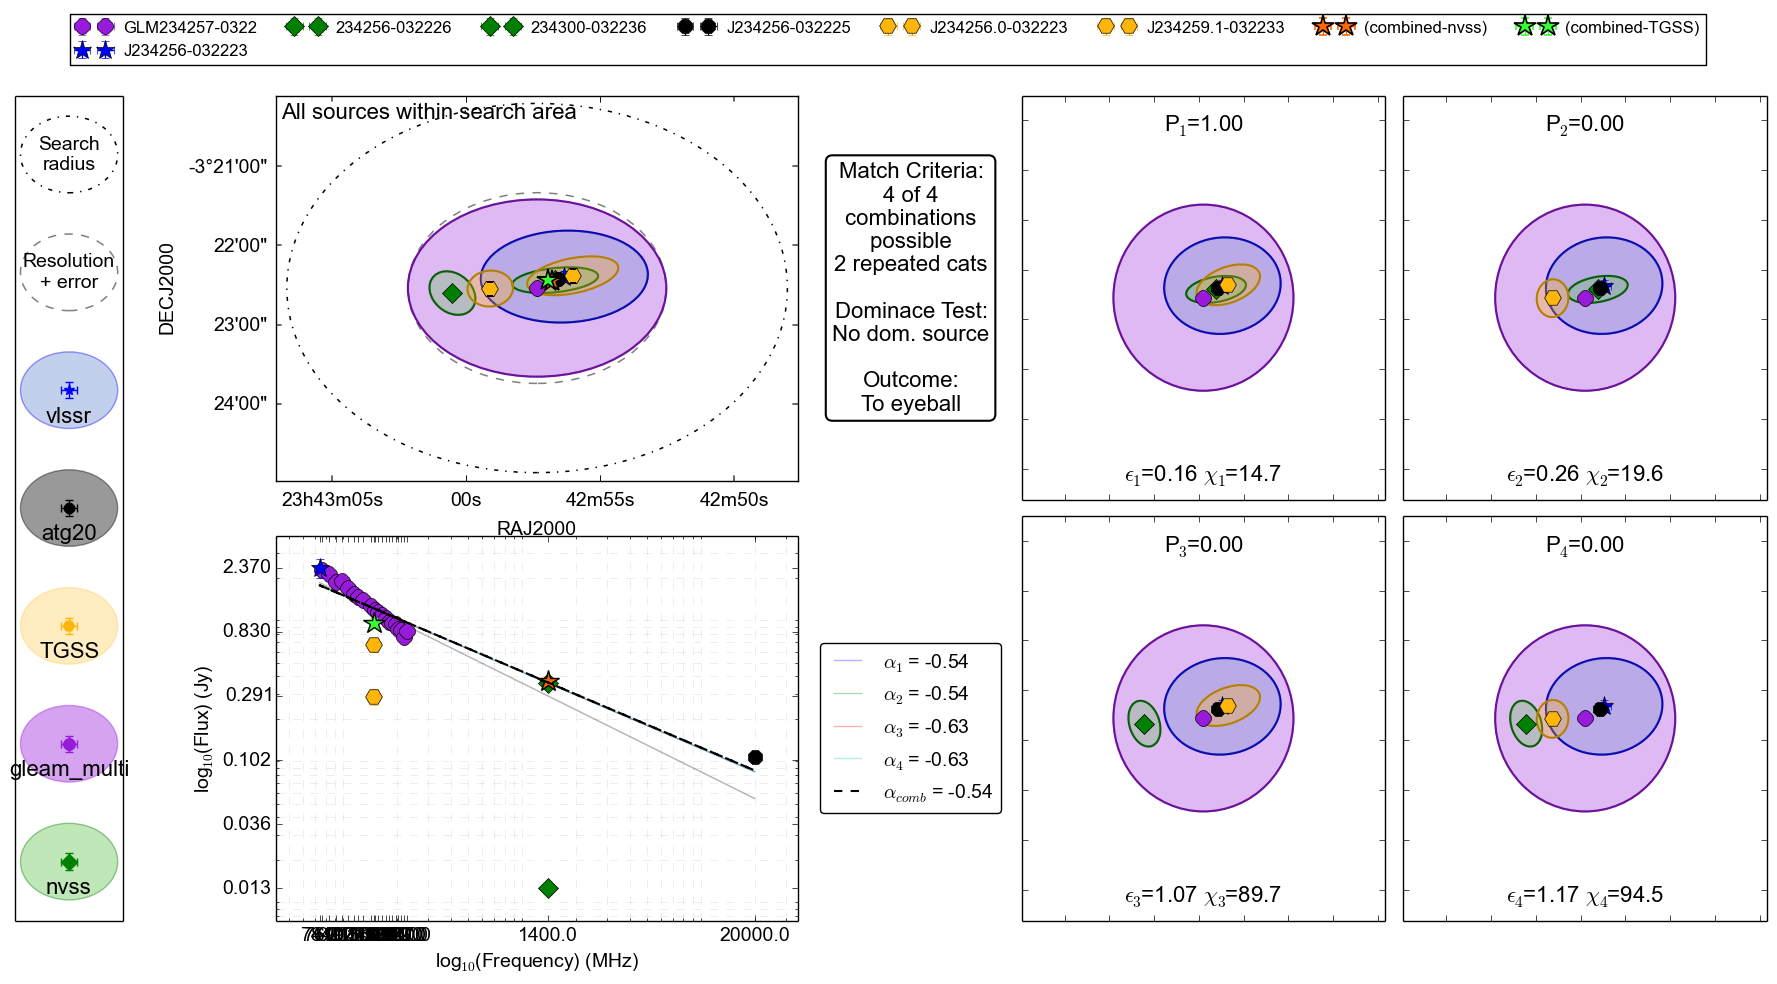 GLM234257-0322
234256-032226
234300-032236
J234256-032225
J234256.0-032223
J234259.1-032233
(combined-nvss)
(combined-TGSS)
J234256-032223
Search
radius
Resolution
+ error
vlssr
atg20
TGSS
gleam_multi
nvss
All sources within search area
DECJ2000
-3°21'00"
22'00"
23'00"
24'00"
23h43m05s
00s
42m55s
42m50s
RAJ2000
Match Criteria:
4 of 4
combinations
possible
2 repeated cats
Dominace Test:
No dom. source
Outcome:
To eyeball
P1=1.00
ϵ1=0.16 χ1=14.7
P2=0.00
ϵ2=0.26 χ2=19.6
P3=0.00
ϵ3=1.07 χ3=89.7
P4=0.00
ϵ4=1.17 χ4=94.5
log10(Flux) (Jy)
2.370
0.830
0.291
0.102
0.036
0.013
1400.0
20000.0
log10(Frequency) (MHz)
α1 = -0.54
α2 = -0.54
α3 = -0.63
α4 = -0.63
αcomb = -0.54